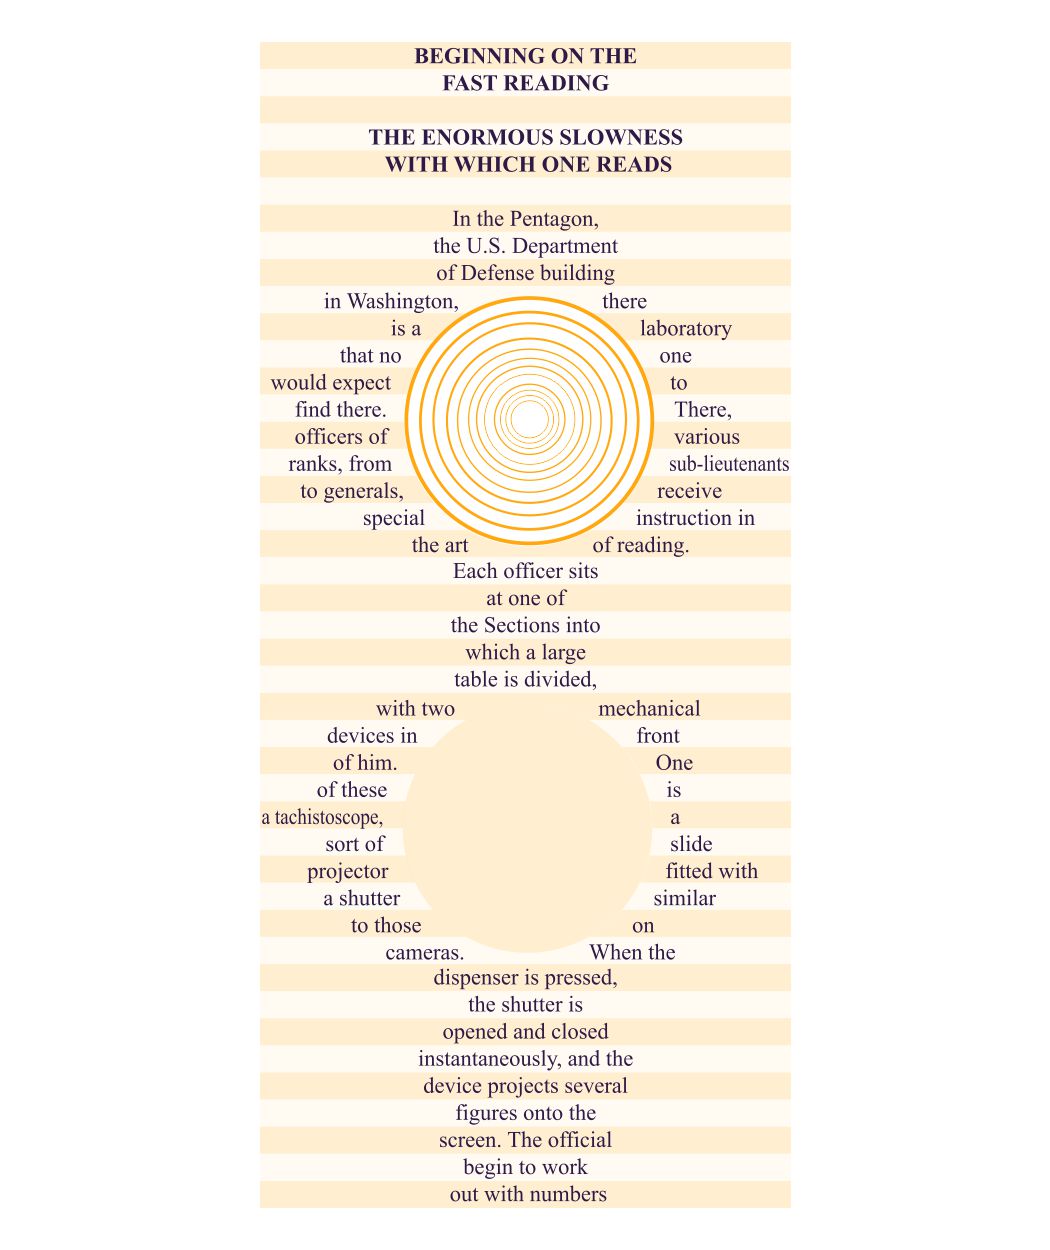 BEGINNING ON THE
FAST READING
THE ENORMOUS SLOWNESS
WITH WHICH ONE READS
In the Pentagon,
the U.S. Department
of Defense building
in Washington, there
is a laboratory
that no one
would expect to
find there. There,
officers of various
ranks, from sub-lieutenants
to generals, receive
special instruction in
the art of reading.
Each officer sits
at one of
the Sections into
which a large
table is divided,
with two mechanical
devices in front
of him. One
of these is
a tachistoscope, a
sort of slide
projector fitted with
a shutter similar
to those on
cameras. When the
dispenser is pressed,
the shutter is
opened and closed
instantaneously, and the
device projects several
figures onto the
screen. The official
begin to work
out with numbers